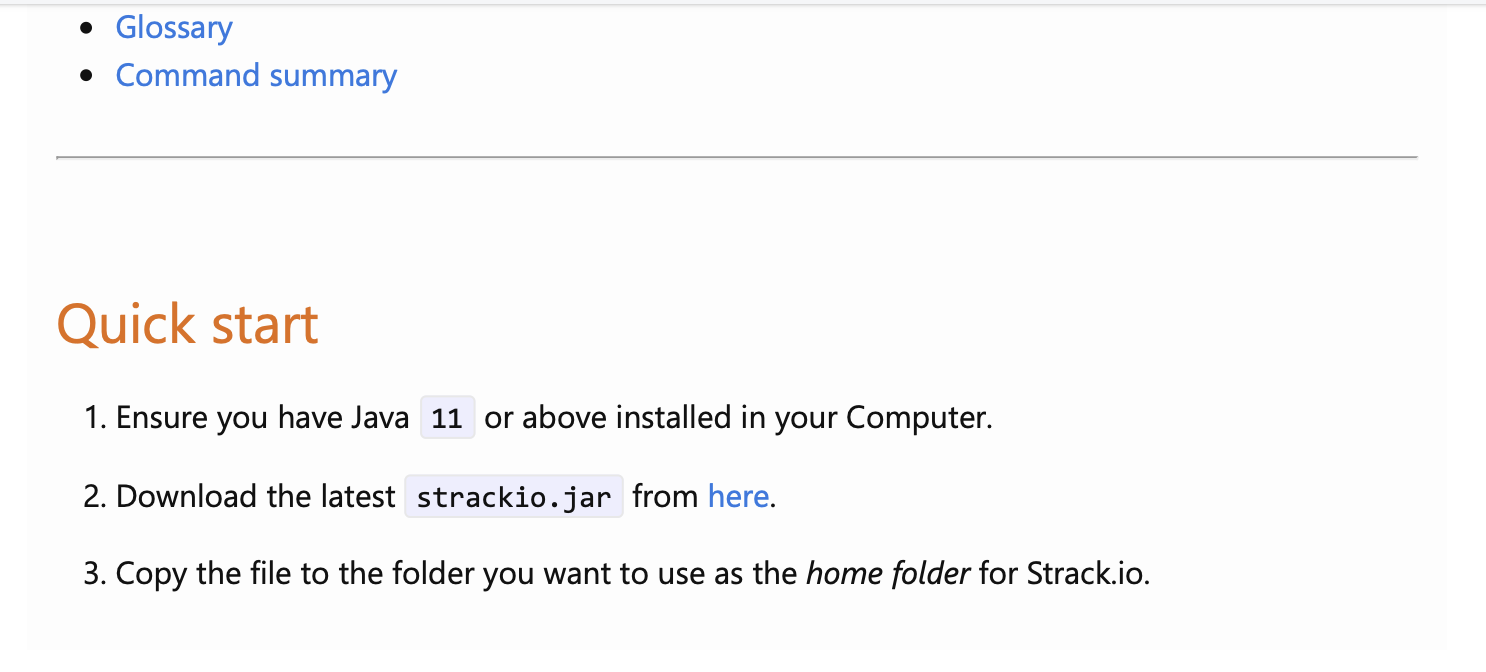 Glossary
Command summary
Quick start
1. Ensure you have Java 11 or above installed in your Computer.
2. Download the latest strackio.jar from here.
3. Copy the file to the folder you want to use as the home folder for Strack.io.